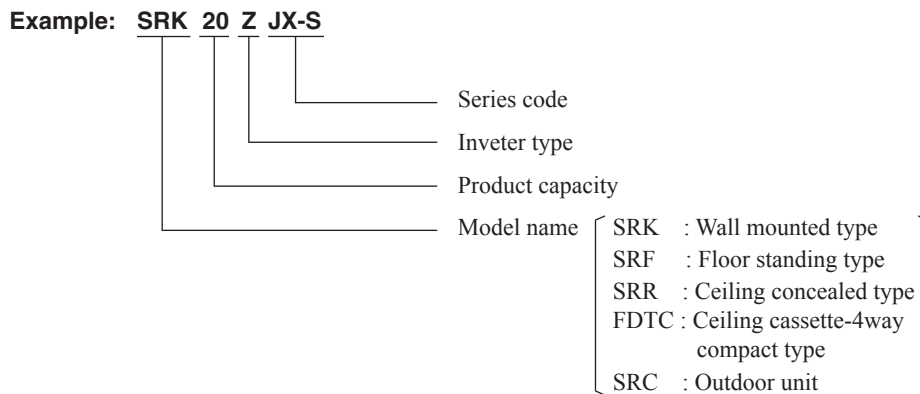 Example: SRK 20 Z JX-S
Series code
Inveter type
Product capacity
Model name
SRK : Wall mounted type
SRF : Floor standing type
SRR : Ceiling concealed type
FDTC : Ceiling cassette-4way
compact type
SRC : Outdoor unit